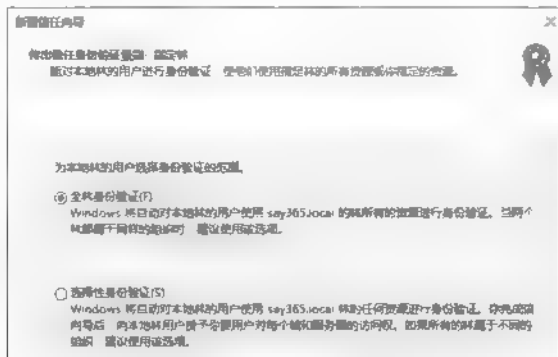 新建信任向导
传出信任身份验证级别--指定林
能对本地林的用户进行身份验证，使他们使用指定林的所有资源或你指定的资源。
为本地林的用户选择身份验证的范围。
全林身份验证(F)
Windows 将自动对本地林的用户使用 say365.local 的林所有的资源进行身份验证。当两个
林都属于同样的组织时，建议使用该选项。
选择性身份验证(S)
Windows 将自动对本地林的用户使用 say365.local 林的任何资源进行身份验证。你完成该
向导后，向本地林用户授予你要用户对每个域和服务器的访问权。如果所有的林属于不同的
组织，建议使用该选项。